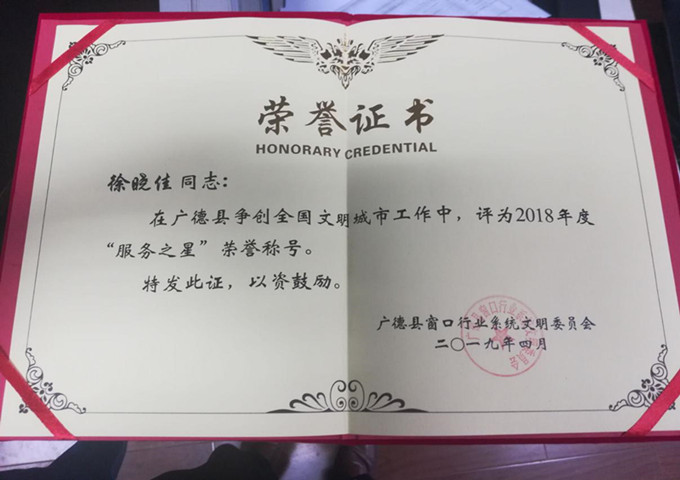 荣誉证书
HONORARY CREDENTIAL
徐晓佳 同志：
在广德县争创全国文明城市工作中，评为2018年度
“服务之星”荣誉称号。
特发此证，以资鼓励。
广德县窗口行业系统文明委员会
二〇一九年四月